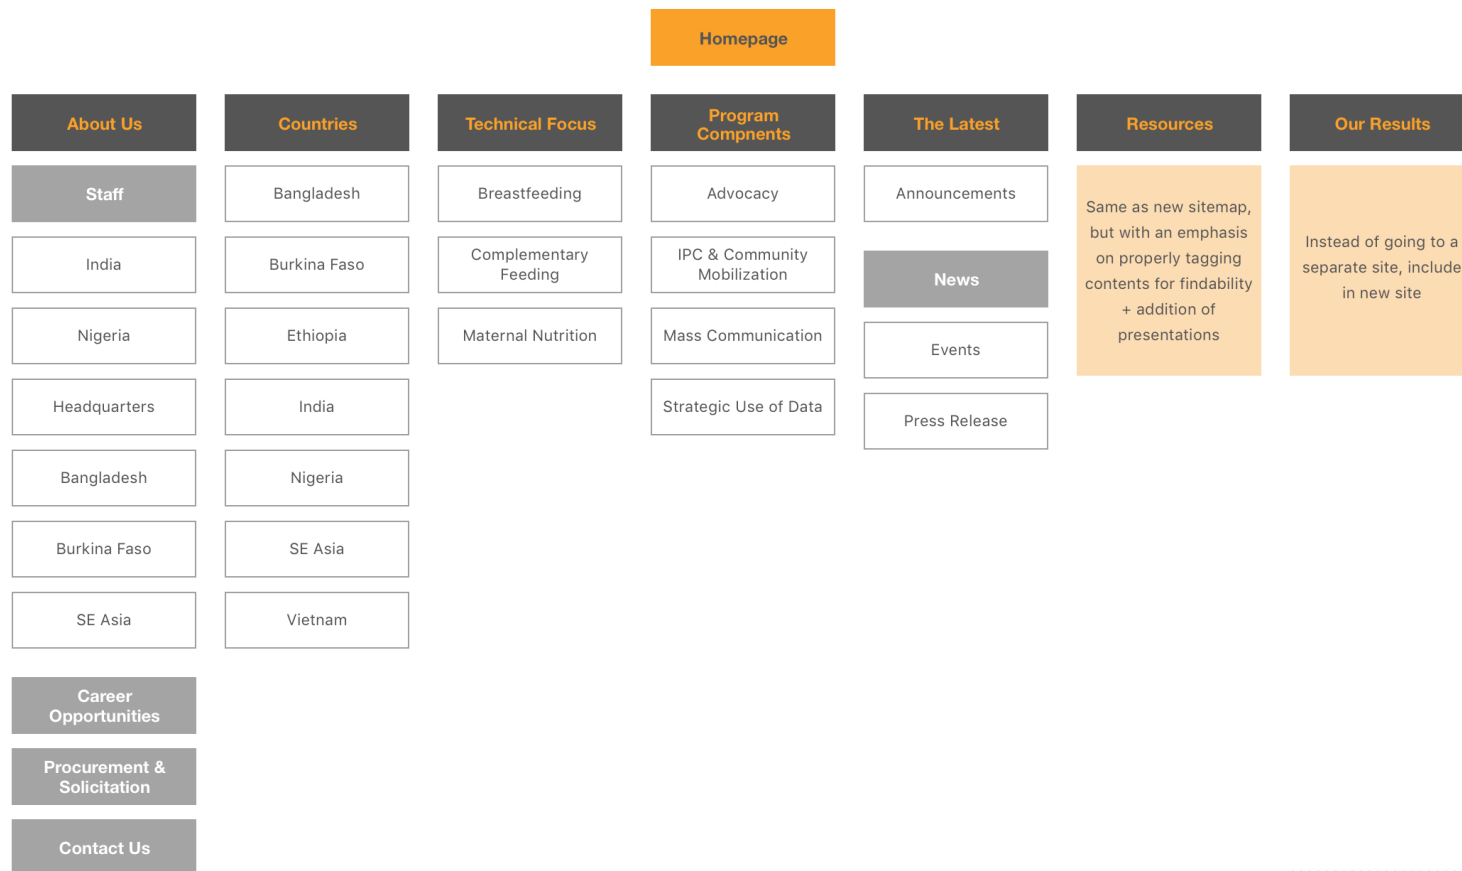 Homepage
About Us
Staff
India
Nigeria
Headquarters
Bangladesh
Burkina Faso
SE Asia
Career
Opportunities
Procurement &
Solicitation
Contact Us
Countries
Bangladesh
Burkina Faso
Ethiopia
India
Nigeria
SE Asia
Vietnam
Technical Focus
Breastfeeding
Complementary
Feeding
Maternal Nutrition
Program
Compnents
Advocacy
IPC & Community
Mobilization
Mass Communication
Strategic Use of Data
The Latest
Announcements
News
Events
Press Release
Resources
Same as new sitemap,
but with an emphasis
on properly tagging
contents for findability
+ addition of
presentations
Our Results
Instead of going to a
separate site, include
in new site